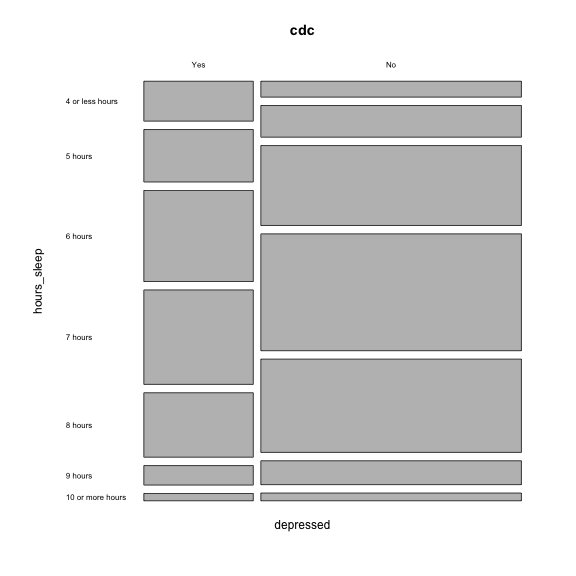 cdc
Yes
No
4 or less hours
5 hours
6 hours
7 hours
8 hours
9 hours
10 or more hours
hours_sleep
depressed